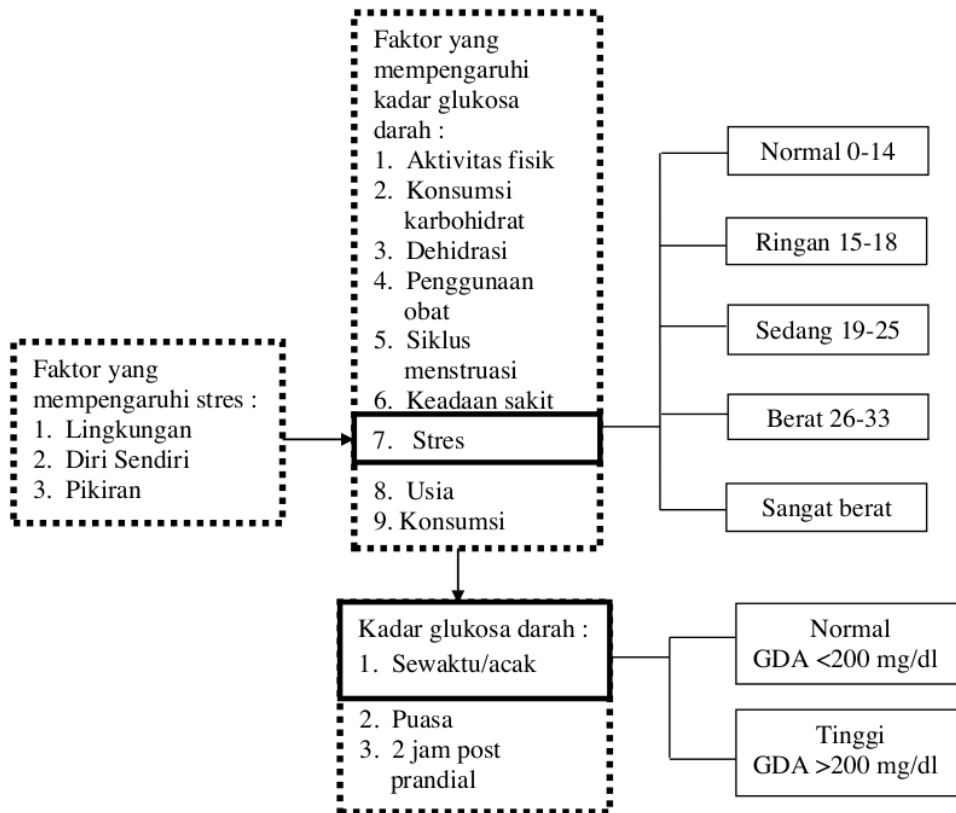 Faktor yang
mempengaruhi
kadar glukosa
darah :
1. Aktivitas fisik
2. Konsumsi
karbohidrat
3. Dehidrasi
4. Penggunaan
obat
5. Siklus
menstruasi
6. Keadaan sakit
7. Stres
8. Usia
9. Konsumsi
Faktor yang
mempengaruhi stres :
1. Lingkungan
2. Diri Sendiri
3. Pikiran
Normal 0-14
Ringan 15-18
Sedang 19-25
Berat 26-33
Sangat berat
Kadar glukosa darah :
1. Sewaktu/acak
2. Puasa
3. 2 jam post
prandial
Normal
GDA <200 mg/dl
Tinggi
GDA >200 mg/dl